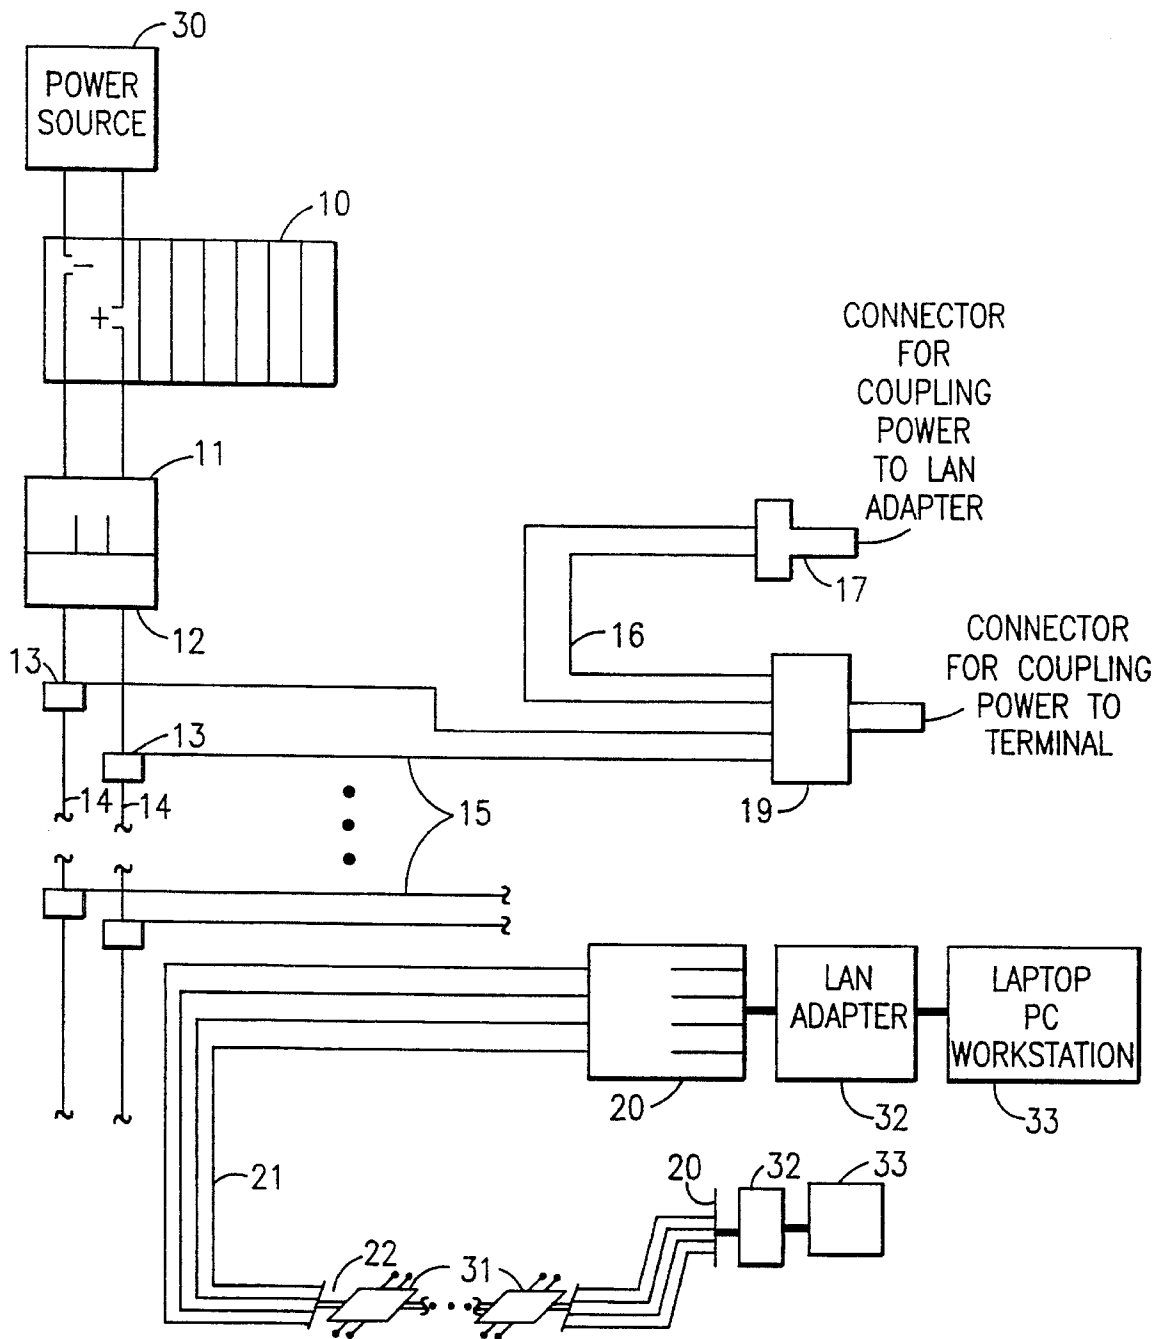 30
POWER
SOURCE
10
−
+
CONNECTOR
FOR
COUPLING
POWER
TO LAN
ADAPTER
11
17
12
16
CONNECTOR
FOR COUPLING
POWER TO
TERMINAL
13
13
14
14
15
19
LAN
ADAPTER
LAPTOP
PC
WORKSTATION
20
32
33
21
20
32
33
22
31